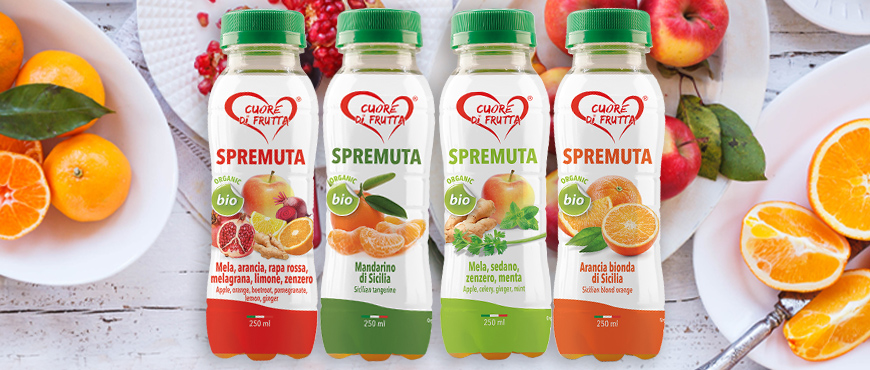 CUORE
DI FRUTTA®
SPREMUTA
ORGANIC
bio
Mela, arancia, rapa rossa,
melagrana, limone, zenzero
Apple, orange, beetroot, pomegranate,
lemon, ginger
250 ml
CUORE
DI FRUTTA®
SPREMUTA
ORGANIC
bio
Mandarino
di Sicilia
Sicilian tangerine
250 ml
CUORE
DI FRUTTA®
SPREMUTA
ORGANIC
bio
Mela, sedano,
zenzero, menta
Apple, celery, ginger, mint
250 ml
CUORE
DI FRUTTA®
SPREMUTA
ORGANIC
bio
Arancia bionda
di Sicilia
Sicilian blond orange
250 ml